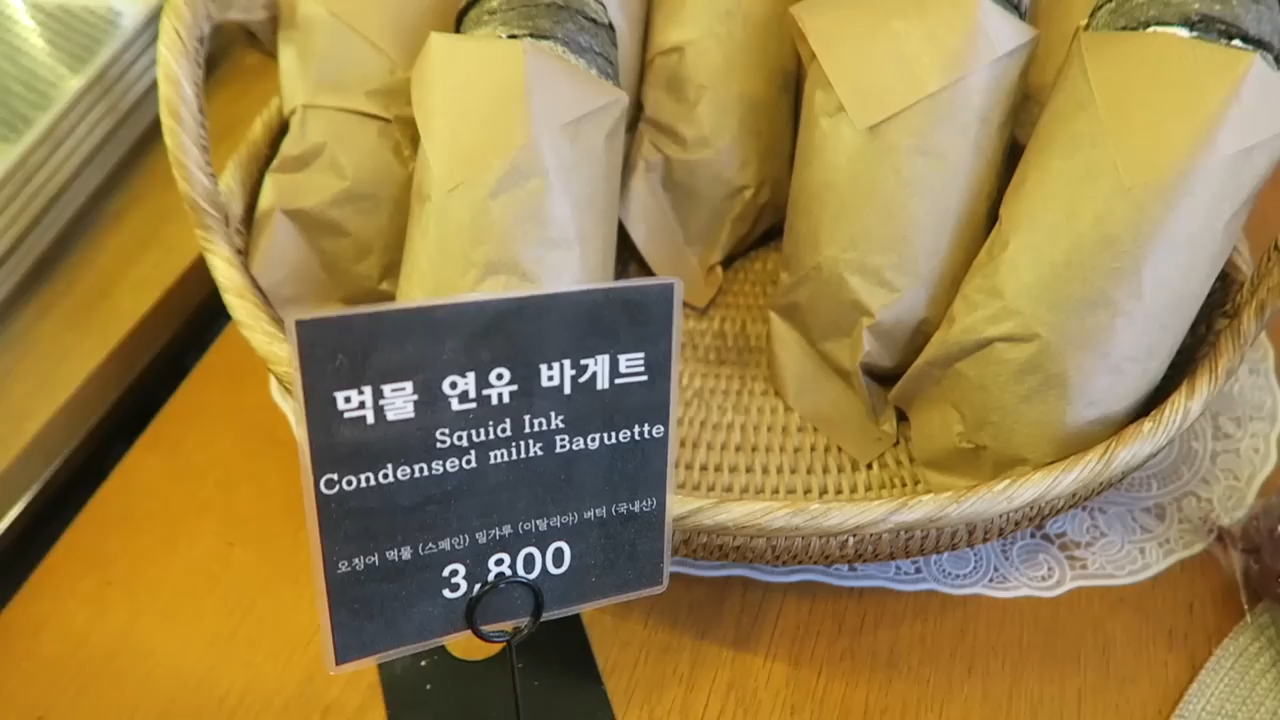 먹물 연유 바게트
Squid Ink
Condensed milk Baguette
오징어 먹물 (스페인) 밀가루 (이탈리아) 버터 (국내산)
3,800